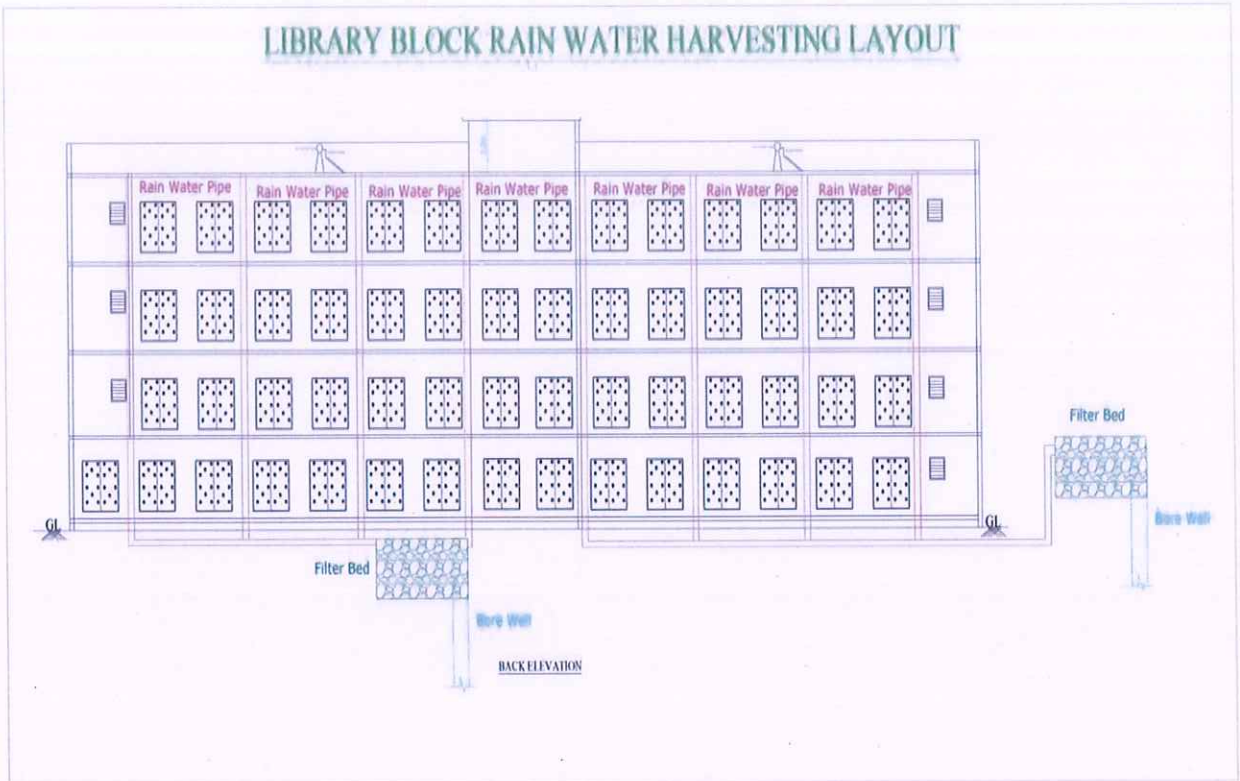 LIBRARY BLOCK RAIN WATER HARVESTING LAYOUT
Rain Water Pipe
Rain Water Pipe
Rain Water Pipe
Rain Water Pipe
Rain Water Pipe
Rain Water Pipe
Rain Water Pipe
Filter Bed
GL
GL
Bore Well
Filter Bed
Bore Well
BACK ELEVATION